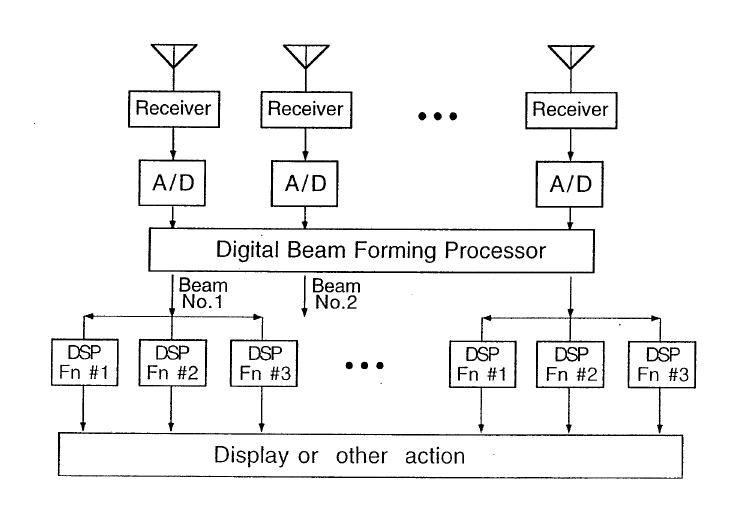 Receiver Receiver Receiver
A/D A/D A/D
Digital Beam Forming Processor
Beam No.1
Beam No.2
DSP Fn #1
DSP Fn #2
DSP Fn #3
DSP Fn #1
DSP Fn #2
DSP Fn #3
Display or other action